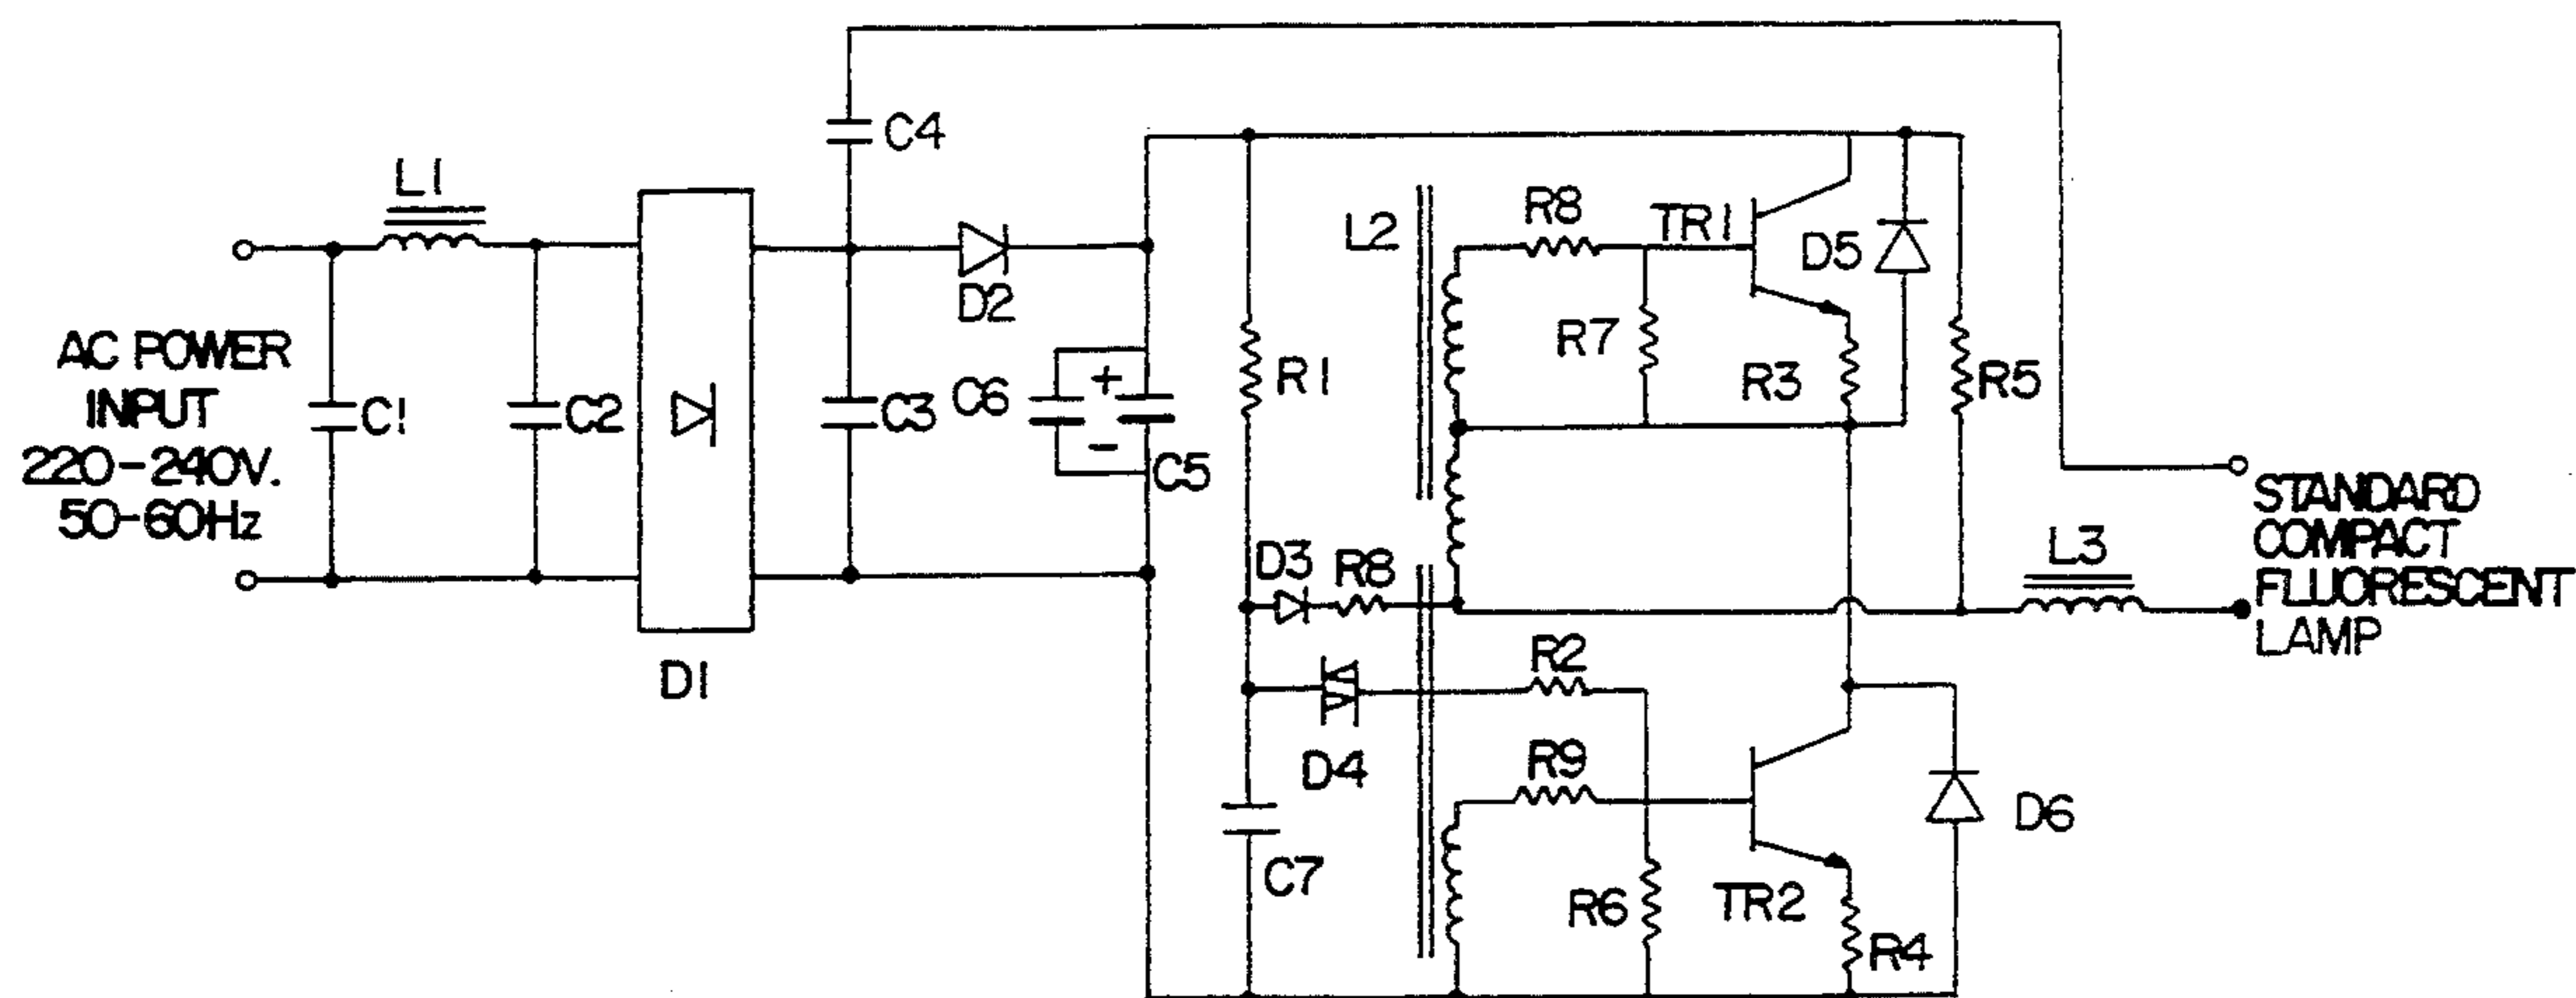 C4
L1
R8
TR1
L2
D5
D2
AC POWER
INPUT
220-240V.
50-60Hz
C1
C2
C6
+
-
C3
C5
R1
R7
R3
R5
STANDARD
COMPACT
FLUORESCENT
LAMP
D3
R8
L3
D1
R2
D4
R9
D6
C7
R6
TR2
R4